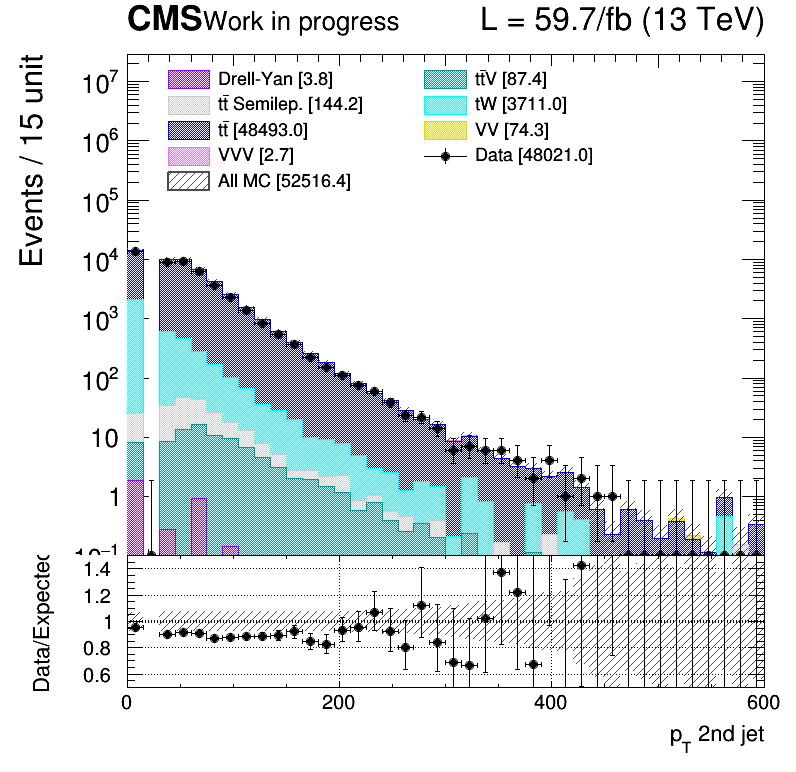 CMS Work in progress L = 59.7/fb (13 TeV)
Events / 15 unit
Drell-Yan [3.8]
tt̄ Semilep. [144.2]
tt̄ [48493.0]
VVV [2.7]
All MC [52516.4]
tt̄V [87.4]
tW [3711.0]
VV [74.3]
Data [48021.0]
10⁷
10⁶
10⁵
10⁴
10³
10²
10
1
10⁻¹
Data/Expected
1.4
1.2
1
0.8
0.6
0 200 400 600
p_T 2nd jet